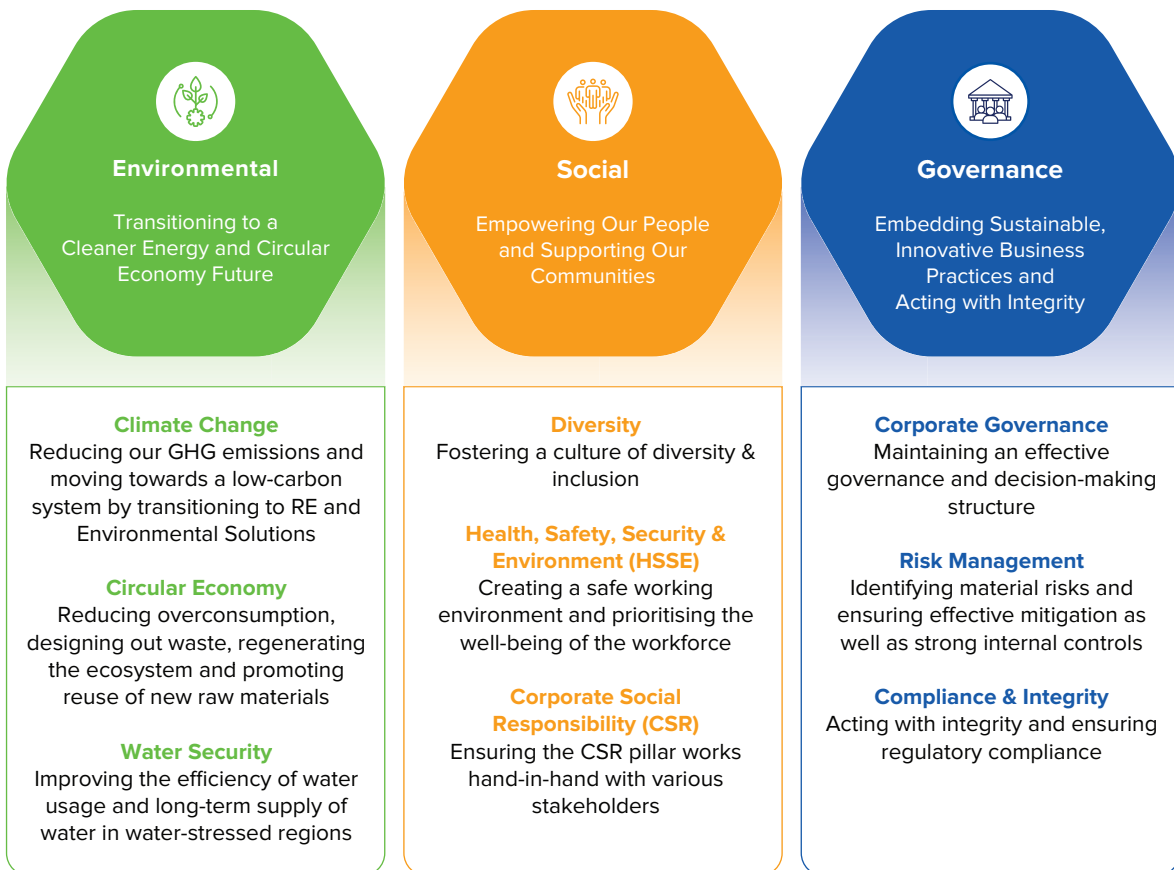 Environmental
Transitioning to a
Cleaner Energy and Circular
Economy Future
Climate Change
Reducing our GHG emissions and
moving towards a low-carbon
system by transitioning to RE and
Environmental Solutions
Circular Economy
Reducing overconsumption,
designing out waste, regenerating
the ecosystem and promoting
reuse of new raw materials
Water Security
Improving the efficiency of water
usage and long-term supply of
water in water-stressed regions
Social
Empowering Our People
and Supporting Our
Communities
Diversity
Fostering a culture of diversity &
inclusion
Health, Safety, Security &
Environment (HSSE)
Creating a safe working
environment and prioritising the
well-being of the workforce
Corporate Social
Responsibility (CSR)
Ensuring the CSR pillar works
hand-in-hand with various
stakeholders
Governance
Embedding Sustainable,
Innovative Business
Practices and
Acting with Integrity
Corporate Governance
Maintaining an effective
governance and decision-making
structure
Risk Management
Identifying material risks and
ensuring effective mitigation as
well as strong internal controls
Compliance & Integrity
Acting with integrity and ensuring
regulatory compliance